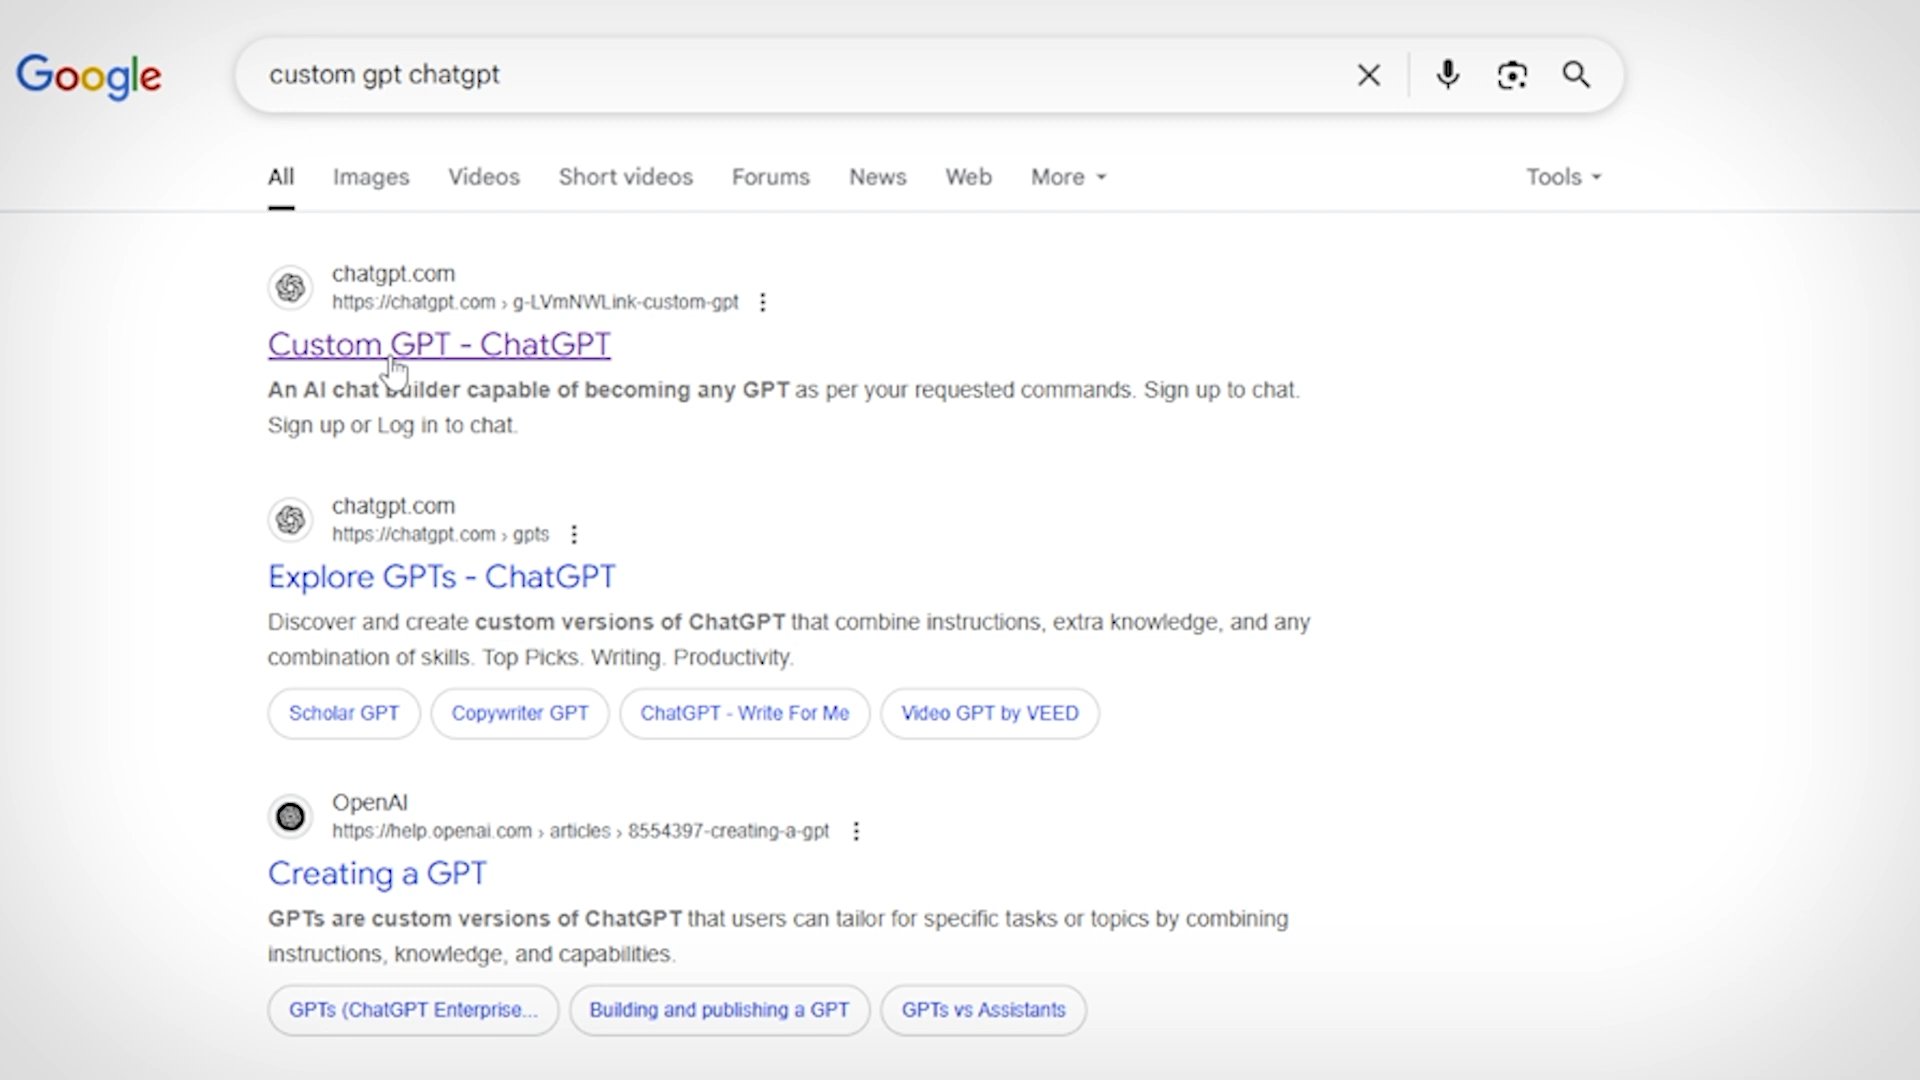 Google
custom gpt chatgpt
All Images Videos Short videos Forums News Web More Tools
chatgpt.com
https://chatgpt.com › g-LVmNWLink-custom-gpt
Custom GPT - ChatGPT
An AI chat builder capable of becoming any GPT as per your requested commands. Sign up to chat.
Sign up or Log in to chat.
chatgpt.com
https://chatgpt.com › gpts
Explore GPTs - ChatGPT
Discover and create custom versions of ChatGPT that combine instructions, extra knowledge, and any
combination of skills. Top Picks. Writing. Productivity.
Scholar GPT Copywriter GPT ChatGPT - Write For Me Video GPT by VEED
OpenAI
https://help.openai.com › articles › 8554397-creating-a-gpt
Creating a GPT
GPTs are custom versions of ChatGPT that users can tailor for specific tasks or topics by combining
instructions, knowledge, and capabilities.
GPTs (ChatGPT Enterprise... Building and publishing a GPT GPTs vs Assistants